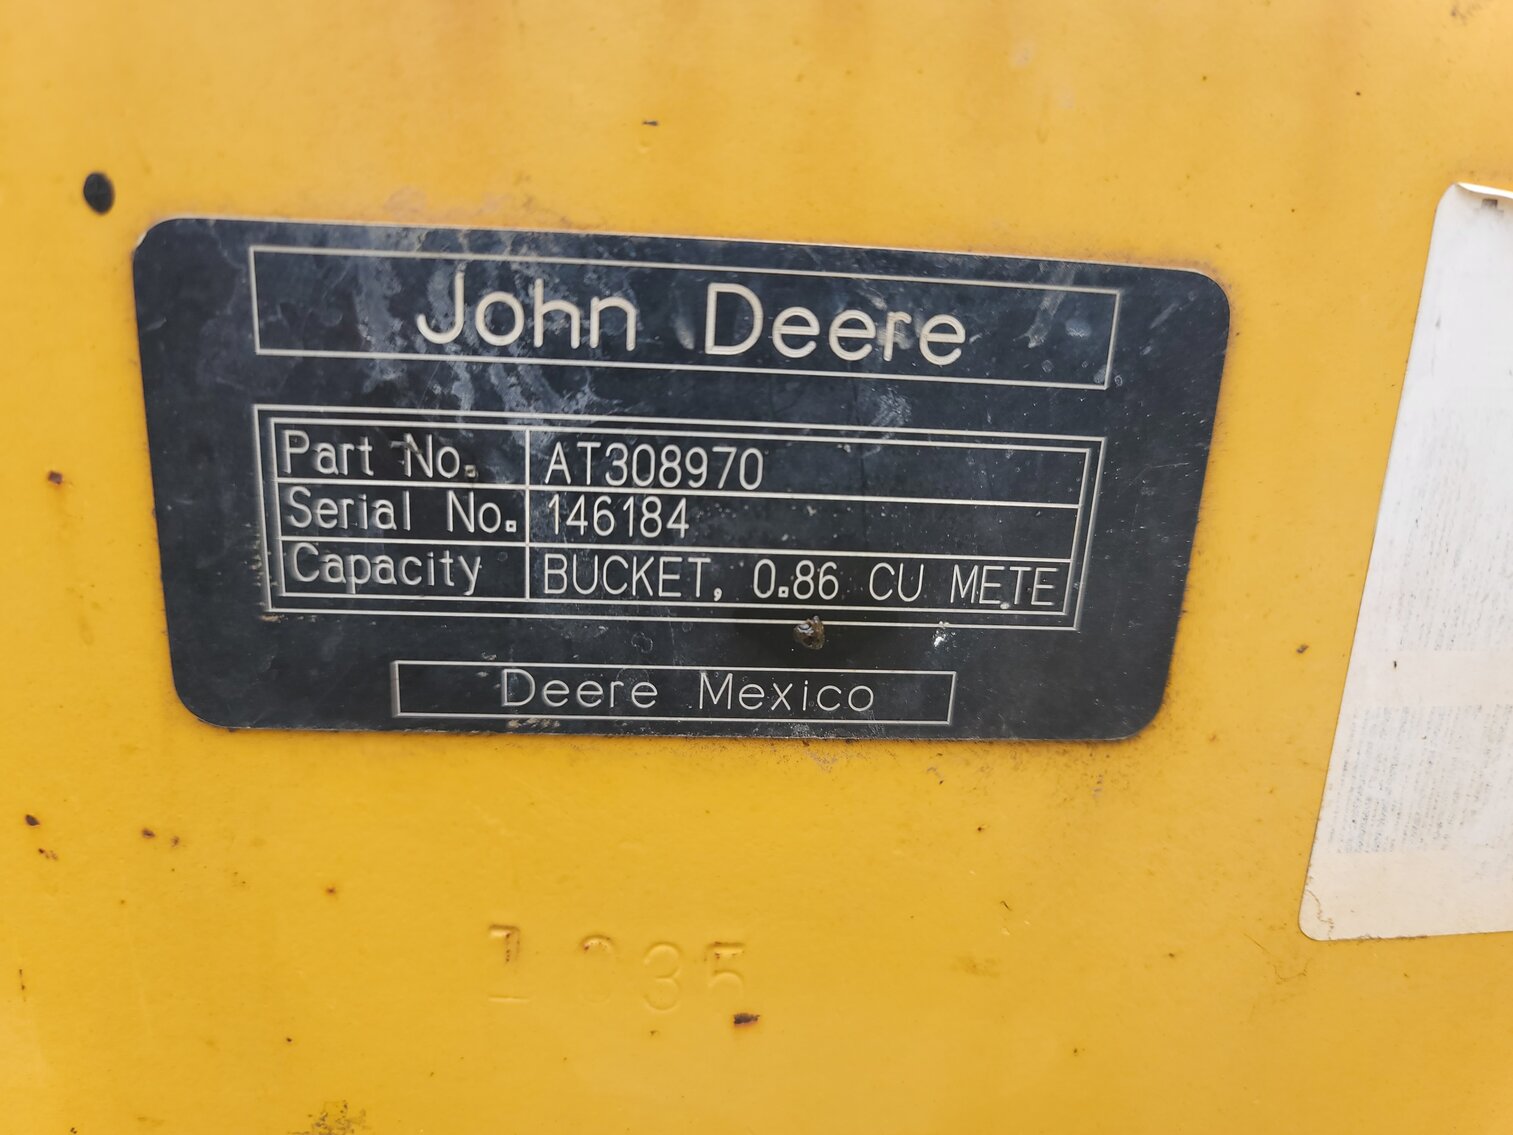 John Deere
Part No. AT308970
Serial No. 146184
Capacity BUCKET, 0.86 CU METE
Deere Mexico